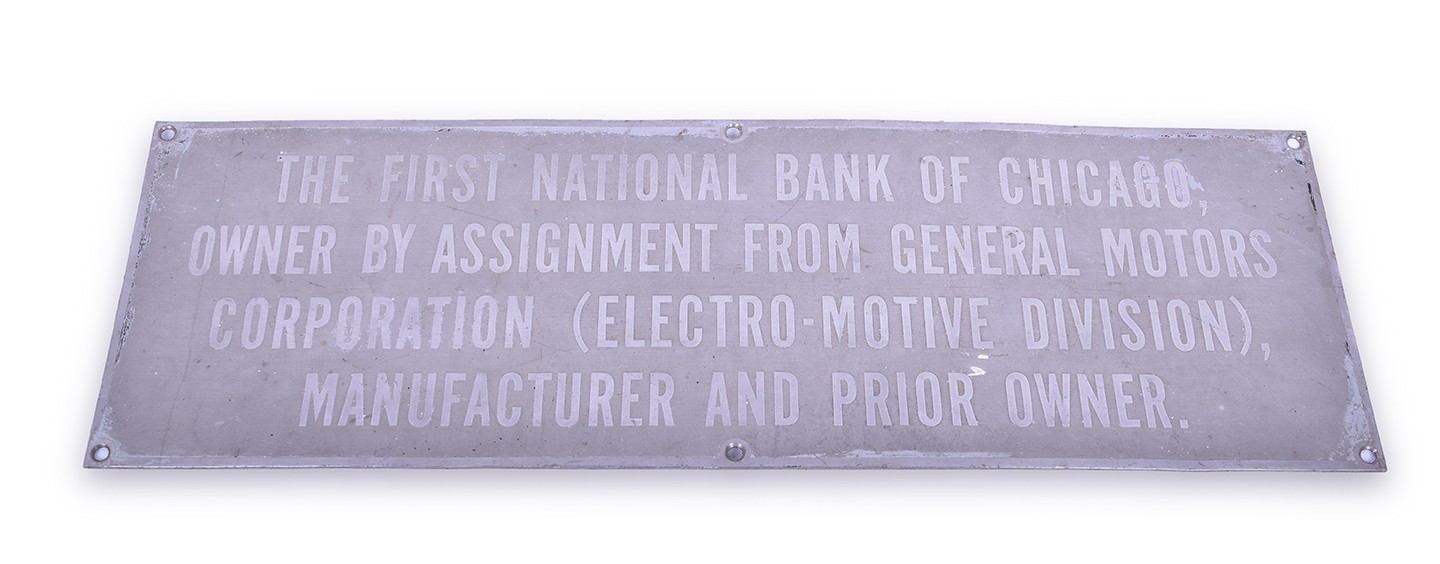 THE FIRST NATIONAL BANK OF CHICAGO,
OWNER BY ASSIGNMENT FROM GENERAL MOTORS
CORPORATION (ELECTRO-MOTIVE DIVISION),
MANUFACTURER AND PRIOR OWNER.